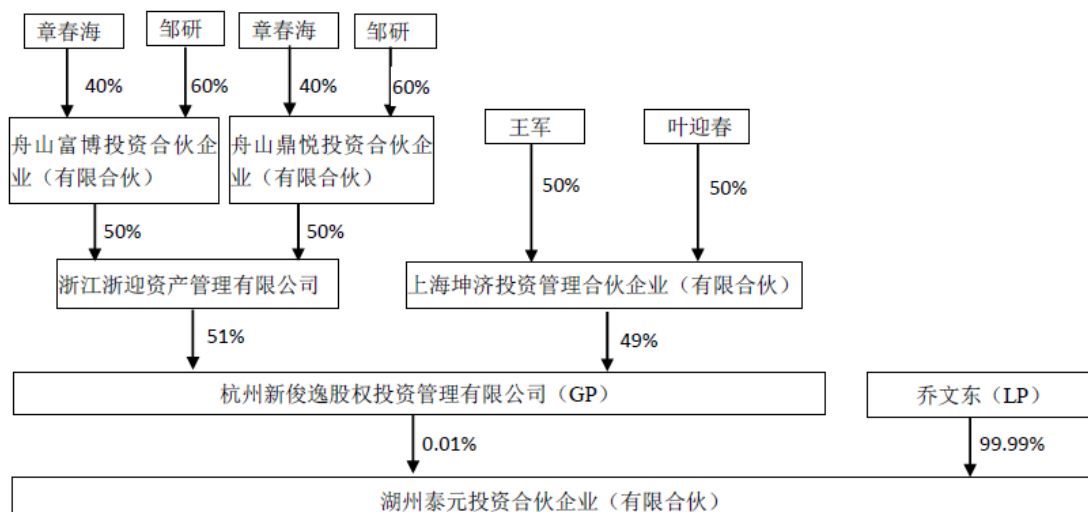 章春海
邹研
章春海
邹研
40%
60%
40%
60%
舟山富博投资合伙企
业（有限合伙）
舟山鼎悦投资合伙企
业（有限合伙）
王军
叶迎春
50%
50%
50%
50%
浙江浙迎资产管理有限公司
上海坤济投资管理合伙企业（有限合伙）
51%
49%
杭州新俊逸股权投资管理有限公司（GP）
乔文东（LP）
0.01%
99.99%
湖州泰元投资合伙企业（有限合伙）